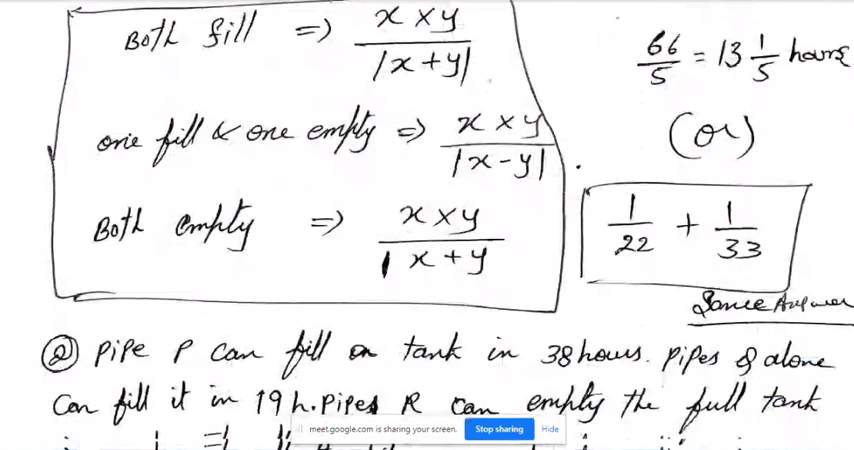 Both fill => x × y / |x + y|
one fill & one empty => x × y / |x - y|
Both empty => x × y / | x + y
66/5 = 13 1/5 hours
(or)
1/22 + 1/33
Same Answer
② Pipe P can fill tank in 38 hours. Pipes Q alone
Can fill it in 19 h. Pipes R can empty the full tank
meet.google.com is sharing your screen. Stop sharing Hide